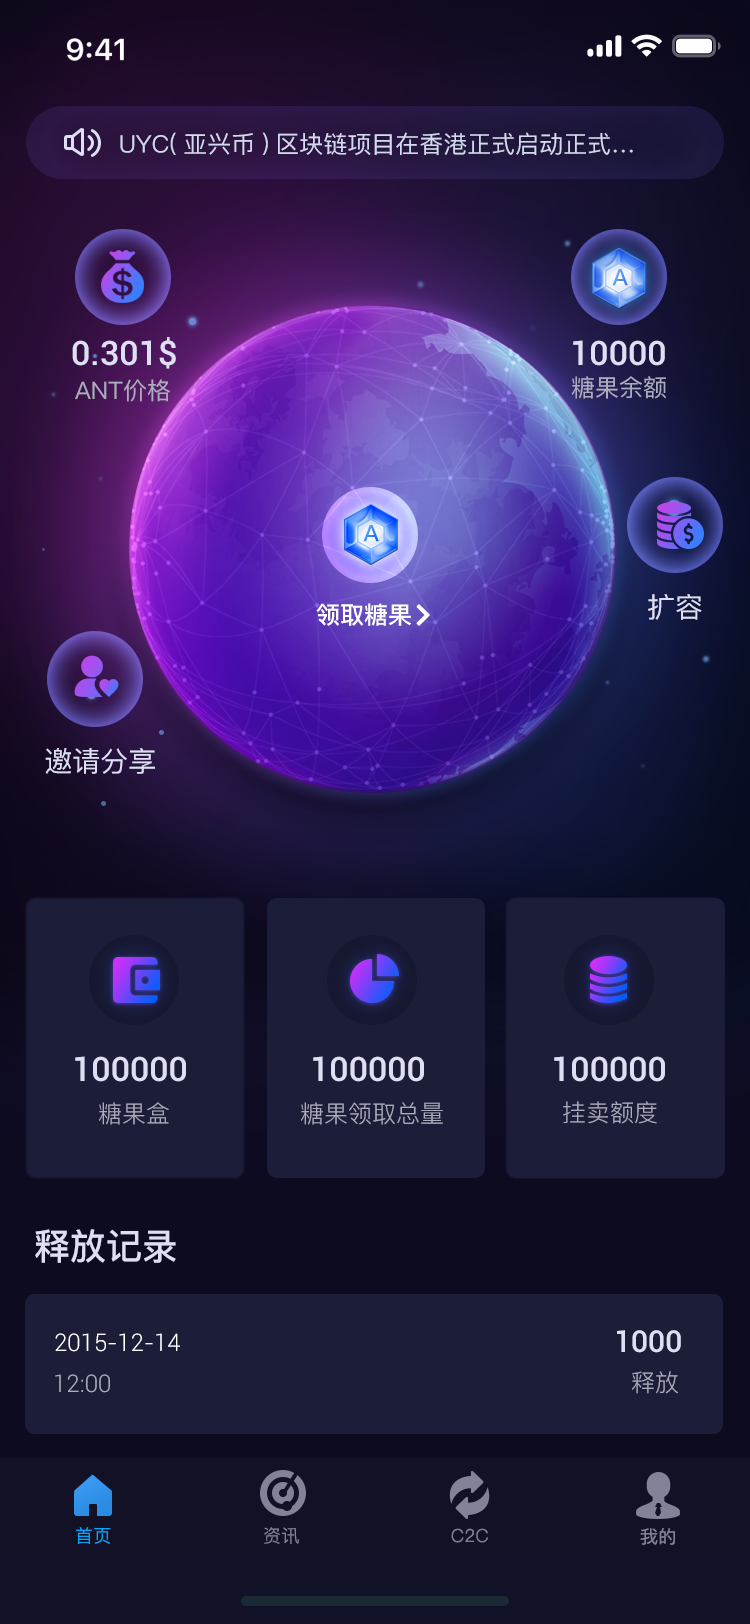 9:41
UYC( 亚兴币 ) 区块链项目在香港正式启动正式...
$
A
0.301$
10000
ANT价格
糖果余额
A
$
领取糖果
扩容
邀请分享
100000
100000
100000
糖果盒
糖果领取总量
挂卖额度
释放记录
2015-12-14
1000
12:00
释放
首页
资讯
C2C
我的